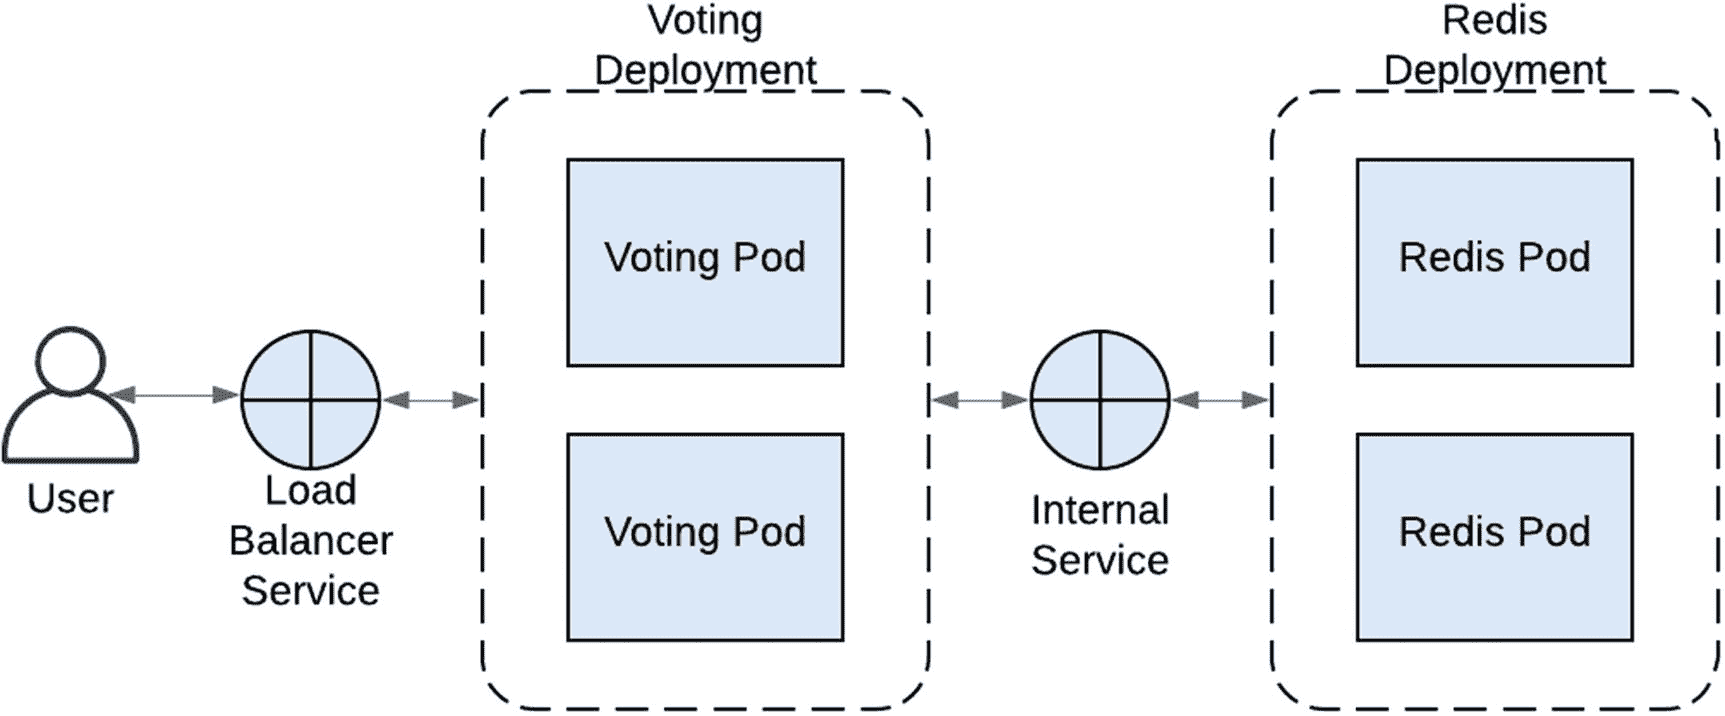 Voting
Deployment
Redis
Deployment
Voting Pod
Redis Pod
User
Load
Balancer
Service
Voting Pod
Internal
Service
Redis Pod